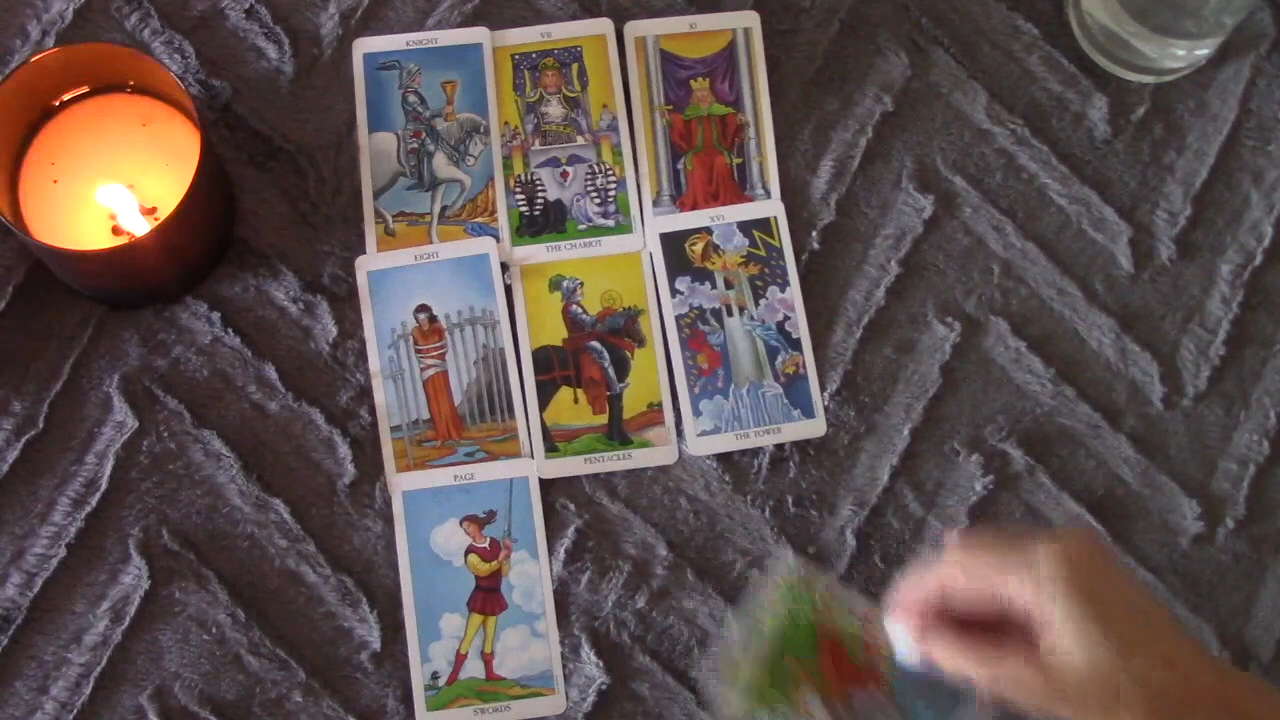 KNIGHT
VII
THE CHARIOT
XI
EIGHT
PENTACLES
XVI
THE TOWER
PAGE
SWORDS